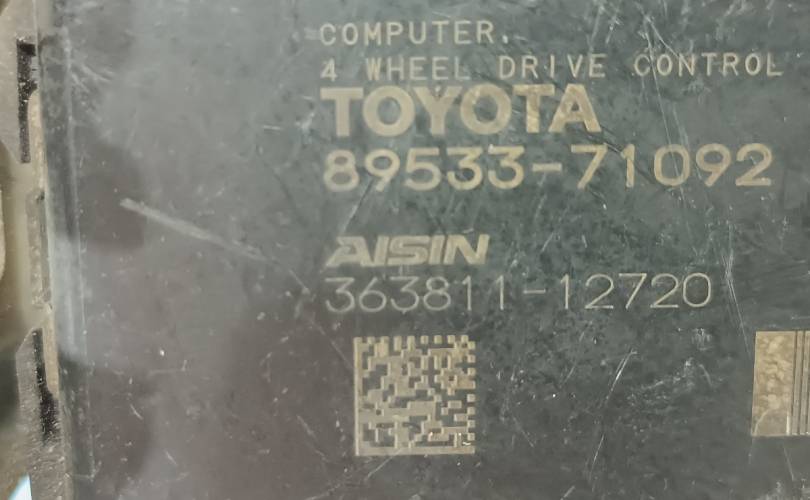 COMPUTER,
4 WHEEL DRIVE CONTROL
TOYOTA
89533-71092
AISIN
363811-12720